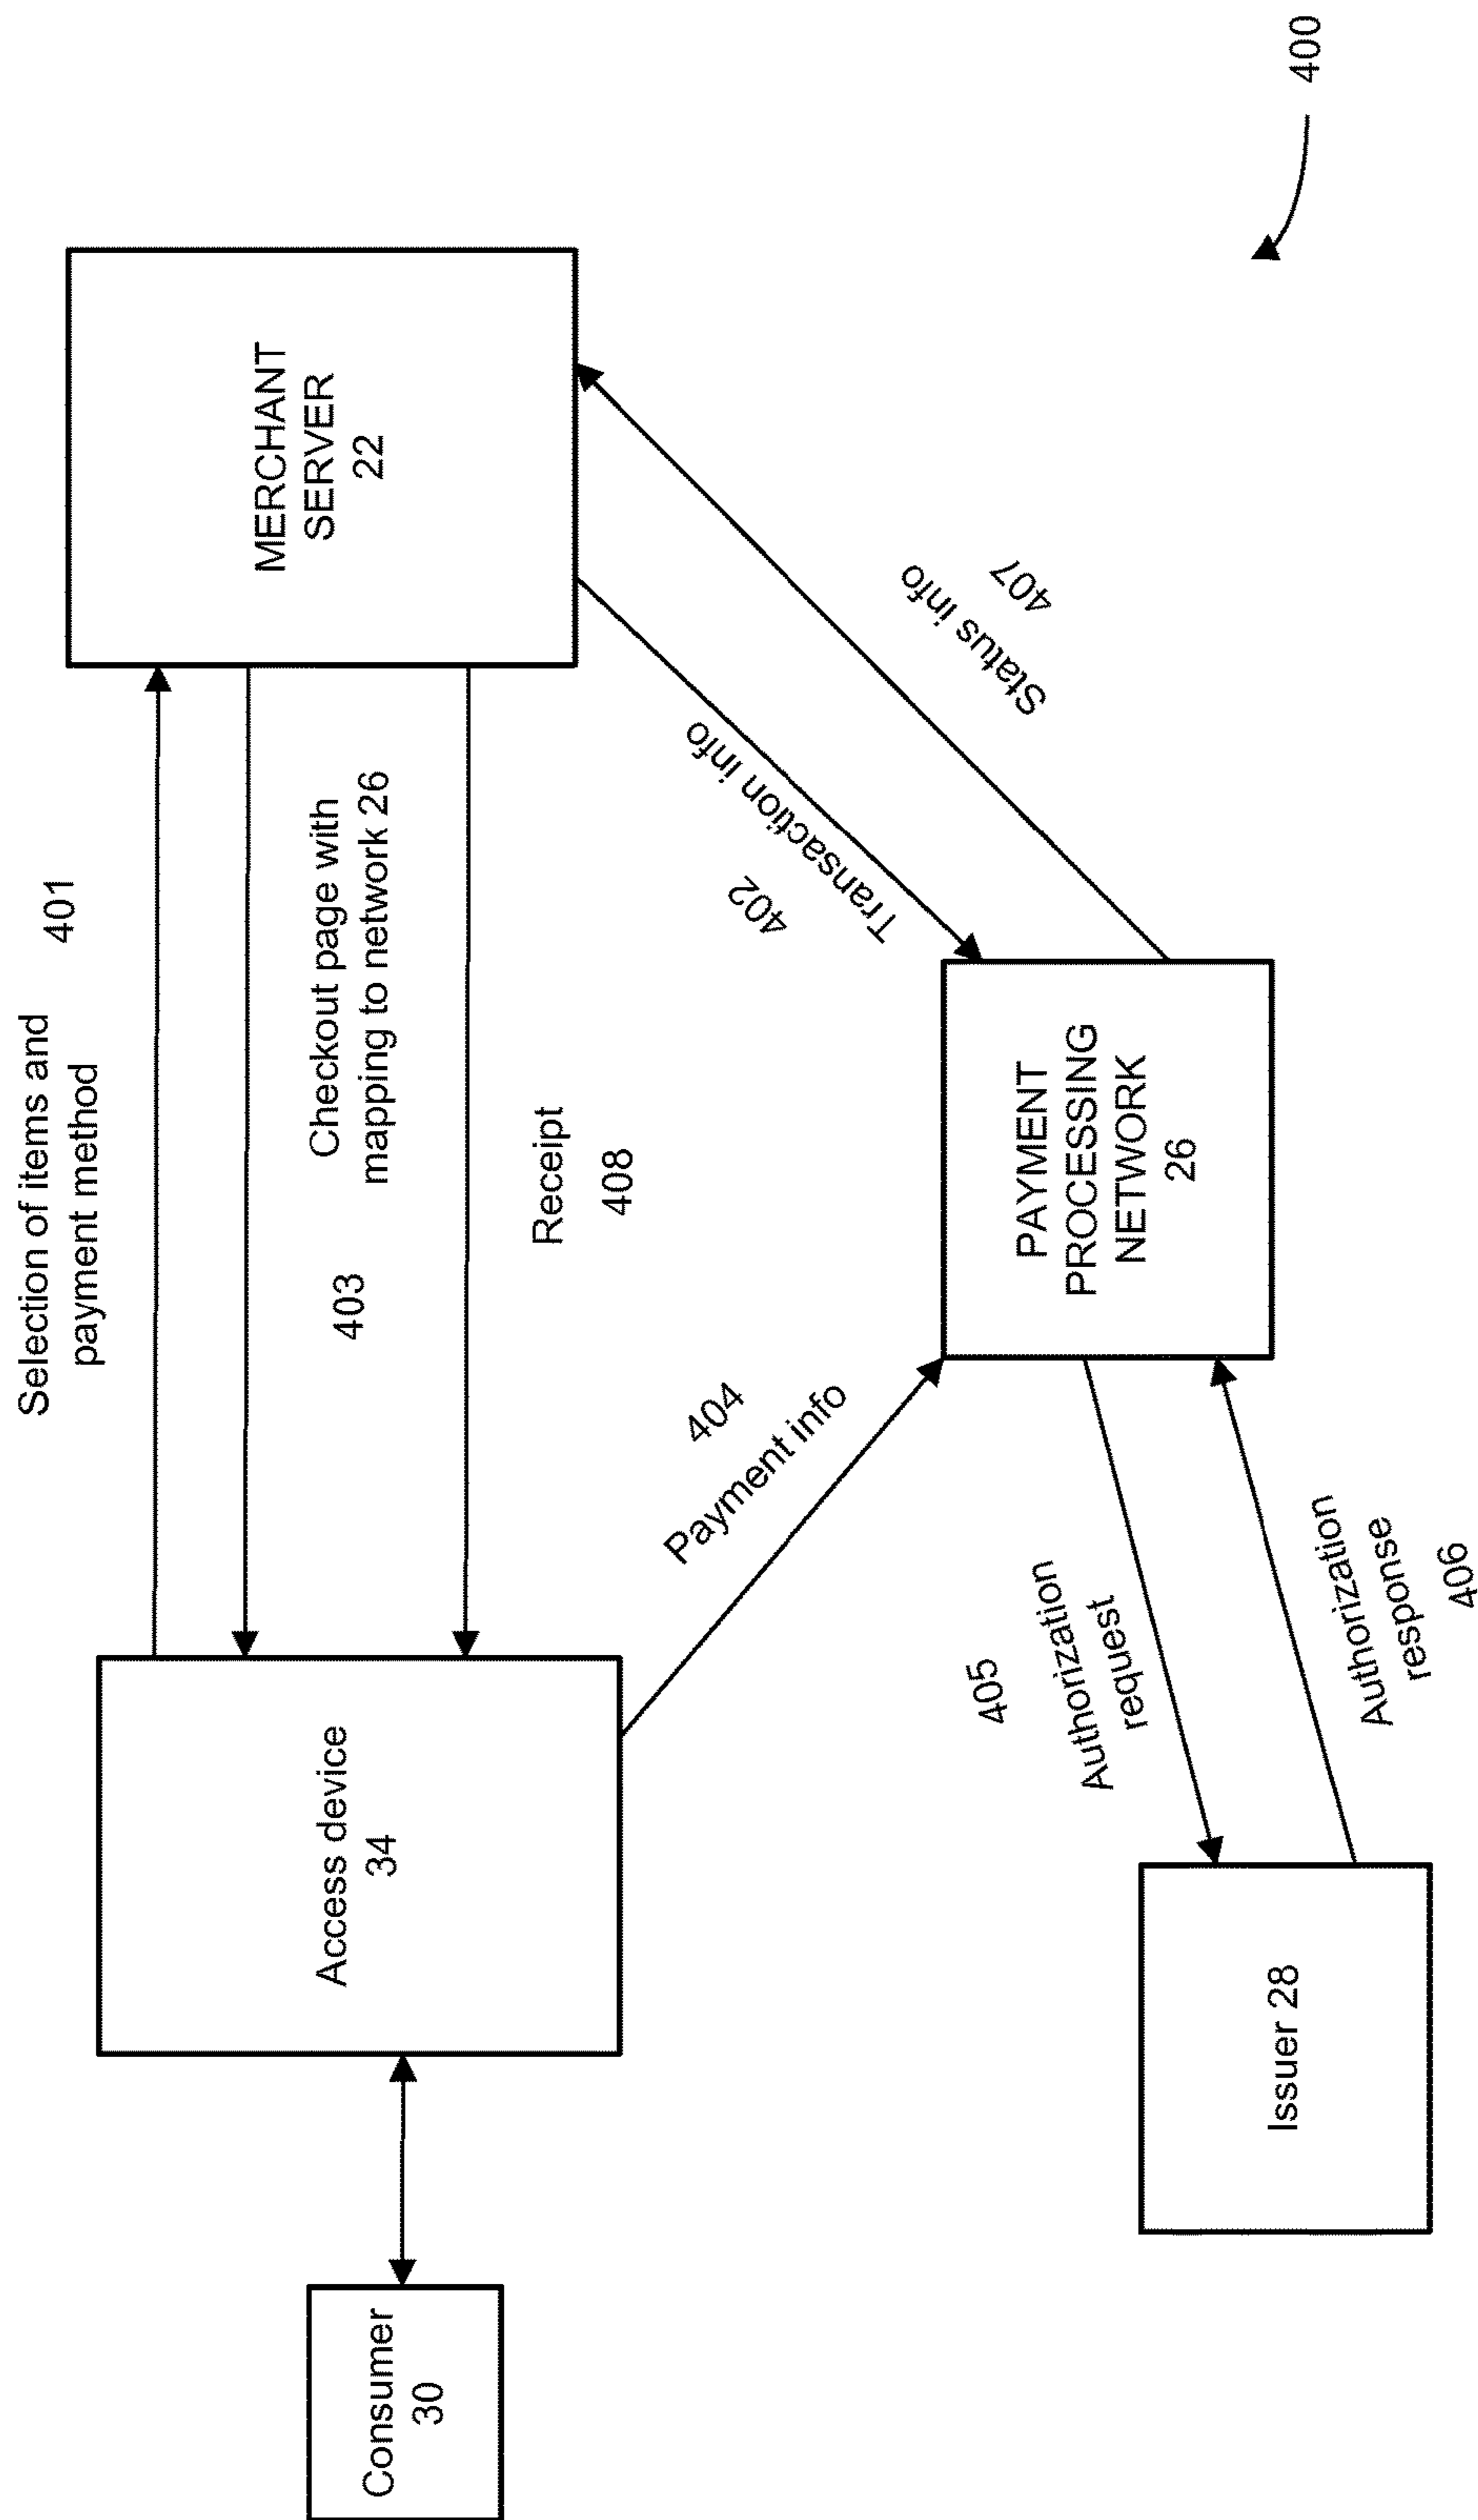 Selection of items and
payment method
401
Checkout page with
mapping to network 26
403
Receipt
408
Consumer
30
Access device
34
MERCHANT
SERVER
22
404
Payment info
402
Transaction info
Status info
407
PAYMENT
PROCESSING
NETWORK
26
405
Authorization
request
Authorization
response
406
Issuer 28
400